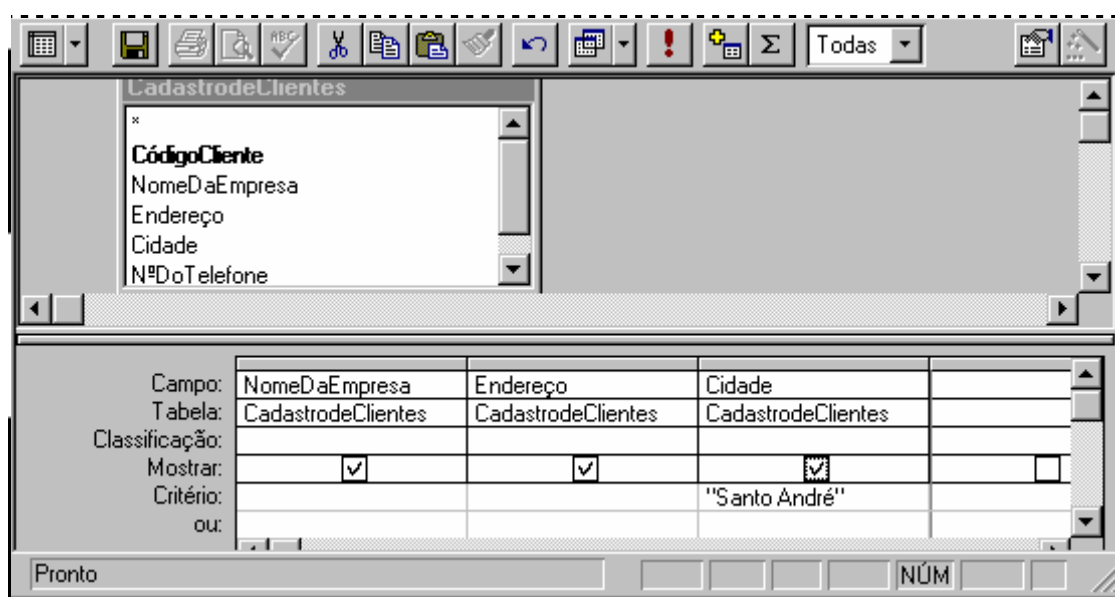 ABC Todas
CadastrodeClientes
*
CódigoCliente
NomeDaEmpresa
Endereço
Cidade
NºDoTelefone
Campo: NomeDaEmpresa Endereço Cidade
Tabela: CadastrodeClientes CadastrodeClientes CadastrodeClientes
Classificação:
Mostrar:
Critério: "Santo André"
ou:
Pronto NÚM